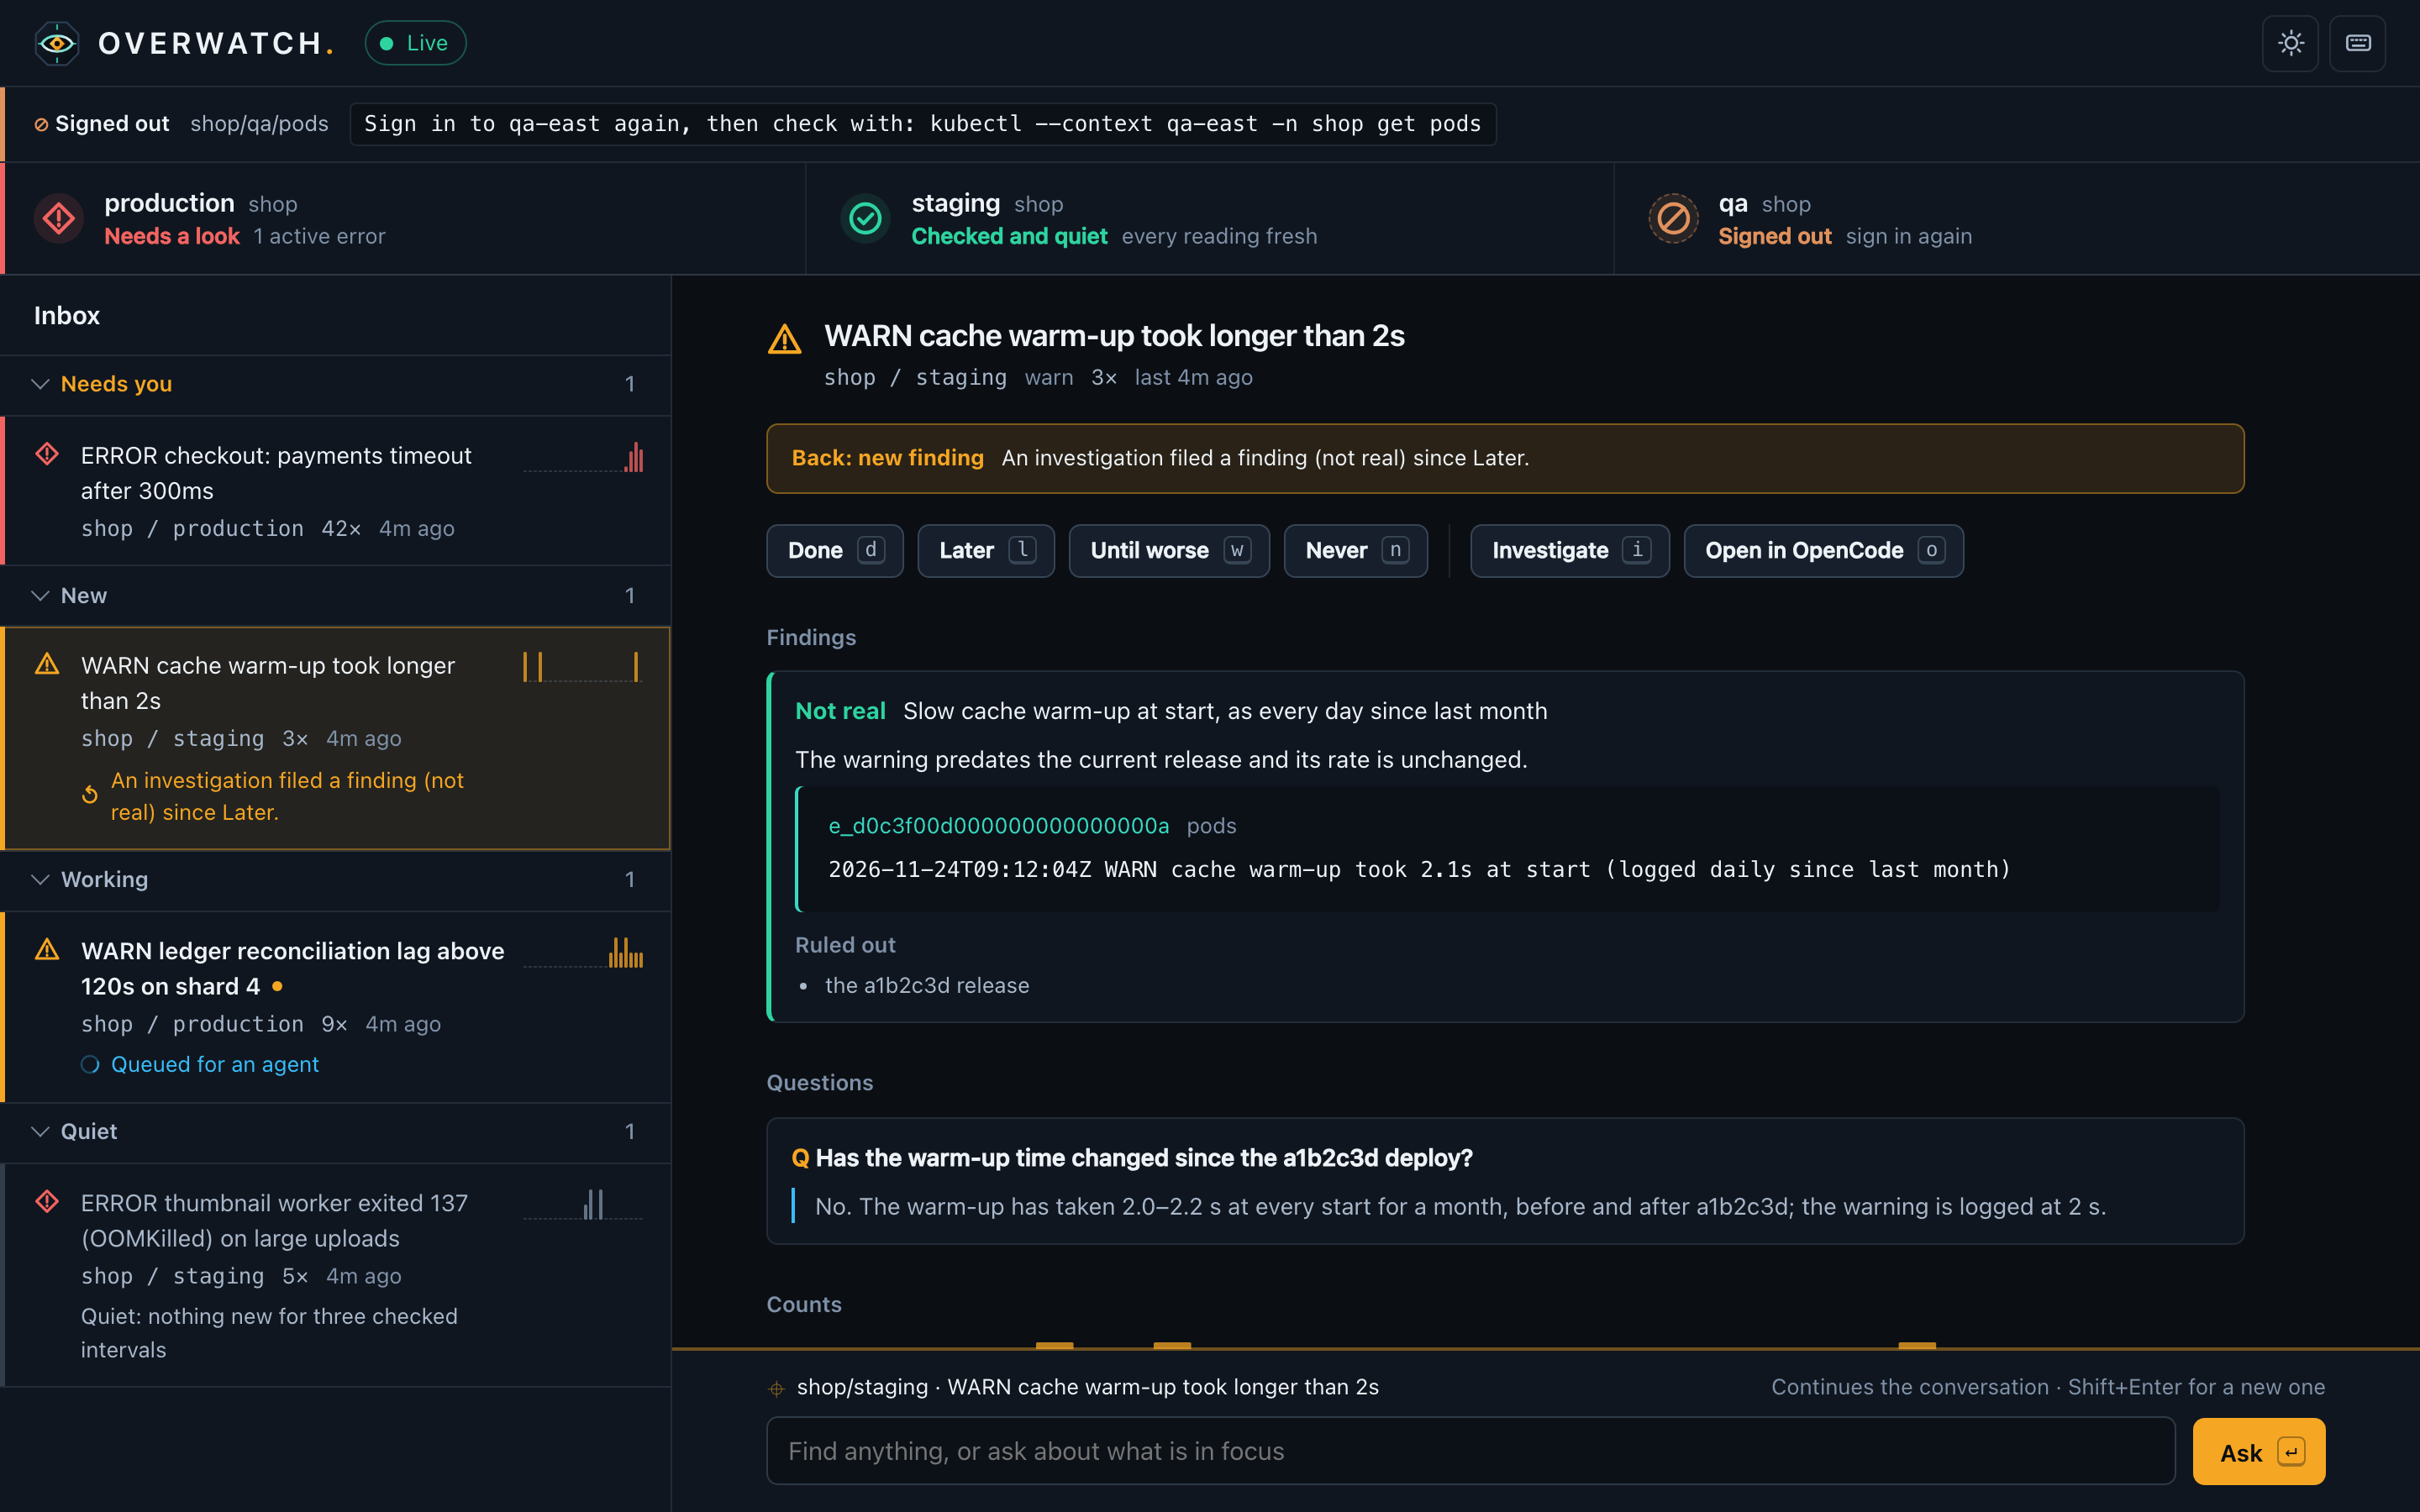 OVERWATCH.
Live
Signed out shop/qa/pods Sign in to qa-east again, then check with: kubectl --context qa-east -n shop get pods
production shop
Needs a look 1 active error
staging shop
Checked and quiet every reading fresh
qa shop
Signed out sign in again
Inbox
Needs you 1
ERROR checkout: payments timeout
after 300ms
shop / production 42× 4m ago
New 1
WARN cache warm-up took longer
than 2s
shop / staging 3× 4m ago
An investigation filed a finding (not
real) since Later.
Working 1
WARN ledger reconciliation lag above
120s on shard 4
shop / production 9× 4m ago
Queued for an agent
Quiet 1
ERROR thumbnail worker exited 137
(OOMKilled) on large uploads
shop / staging 5× 4m ago
Quiet: nothing new for three checked
intervals
WARN cache warm-up took longer than 2s
shop / staging warn 3× last 4m ago
Back: new finding An investigation filed a finding (not real) since Later.
Done d Later l Until worse w Never n Investigate i Open in OpenCode o
Findings
Not real Slow cache warm-up at start, as every day since last month
The warning predates the current release and its rate is unchanged.
e_d0c3f00d000000000000000a pods
2026-11-24T09:12:04Z WARN cache warm-up took 2.1s at start (logged daily since last month)
Ruled out
• the a1b2c3d release
Questions
Q Has the warm-up time changed since the a1b2c3d deploy?
No. The warm-up has taken 2.0–2.2 s at every start for a month, before and after a1b2c3d; the warning is logged at 2 s.
Counts
shop/staging · WARN cache warm-up took longer than 2s
Continues the conversation · Shift+Enter for a new one
Find anything, or ask about what is in focus
Ask ↵